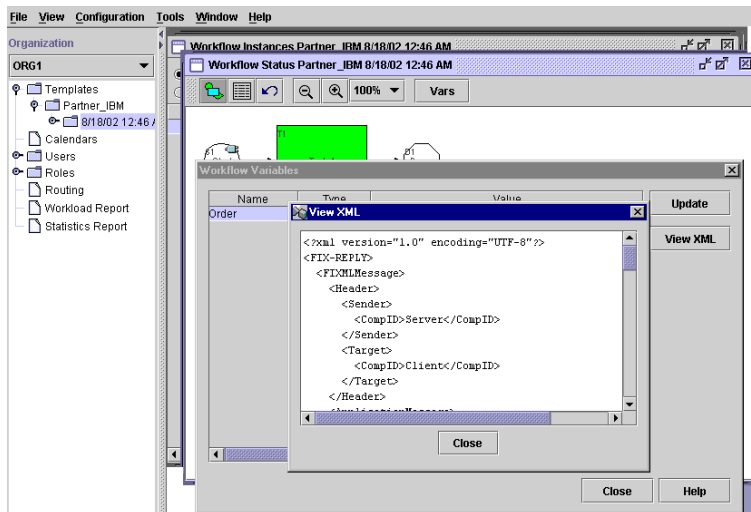 File View Configuration Tools Window Help
Organization
ORG1
Templates
Partner_IBM
8/18/02 12:46
Calendars
Users
Roles
Routing
Workload Report
Statistics Report
Workflow Instances Partner_IBM 8/18/02 12:46 AM
Workflow Status Partner_IBM 8/18/02 12:46 AM
100% Vars
T1
Workflow Variables
Name Type Value
Order
Update
View XML
View XML
<?xml version="1.0" encoding="UTF-8"?>
<FIX-REPLY>
<FIXMLMessage>
<Header>
<Sender>
<CompID>Server</CompID>
</Sender>
<Target>
<CompID>Client</CompID>
</Target>
</Header>
<ApplicationMessage>
Close
Close Help